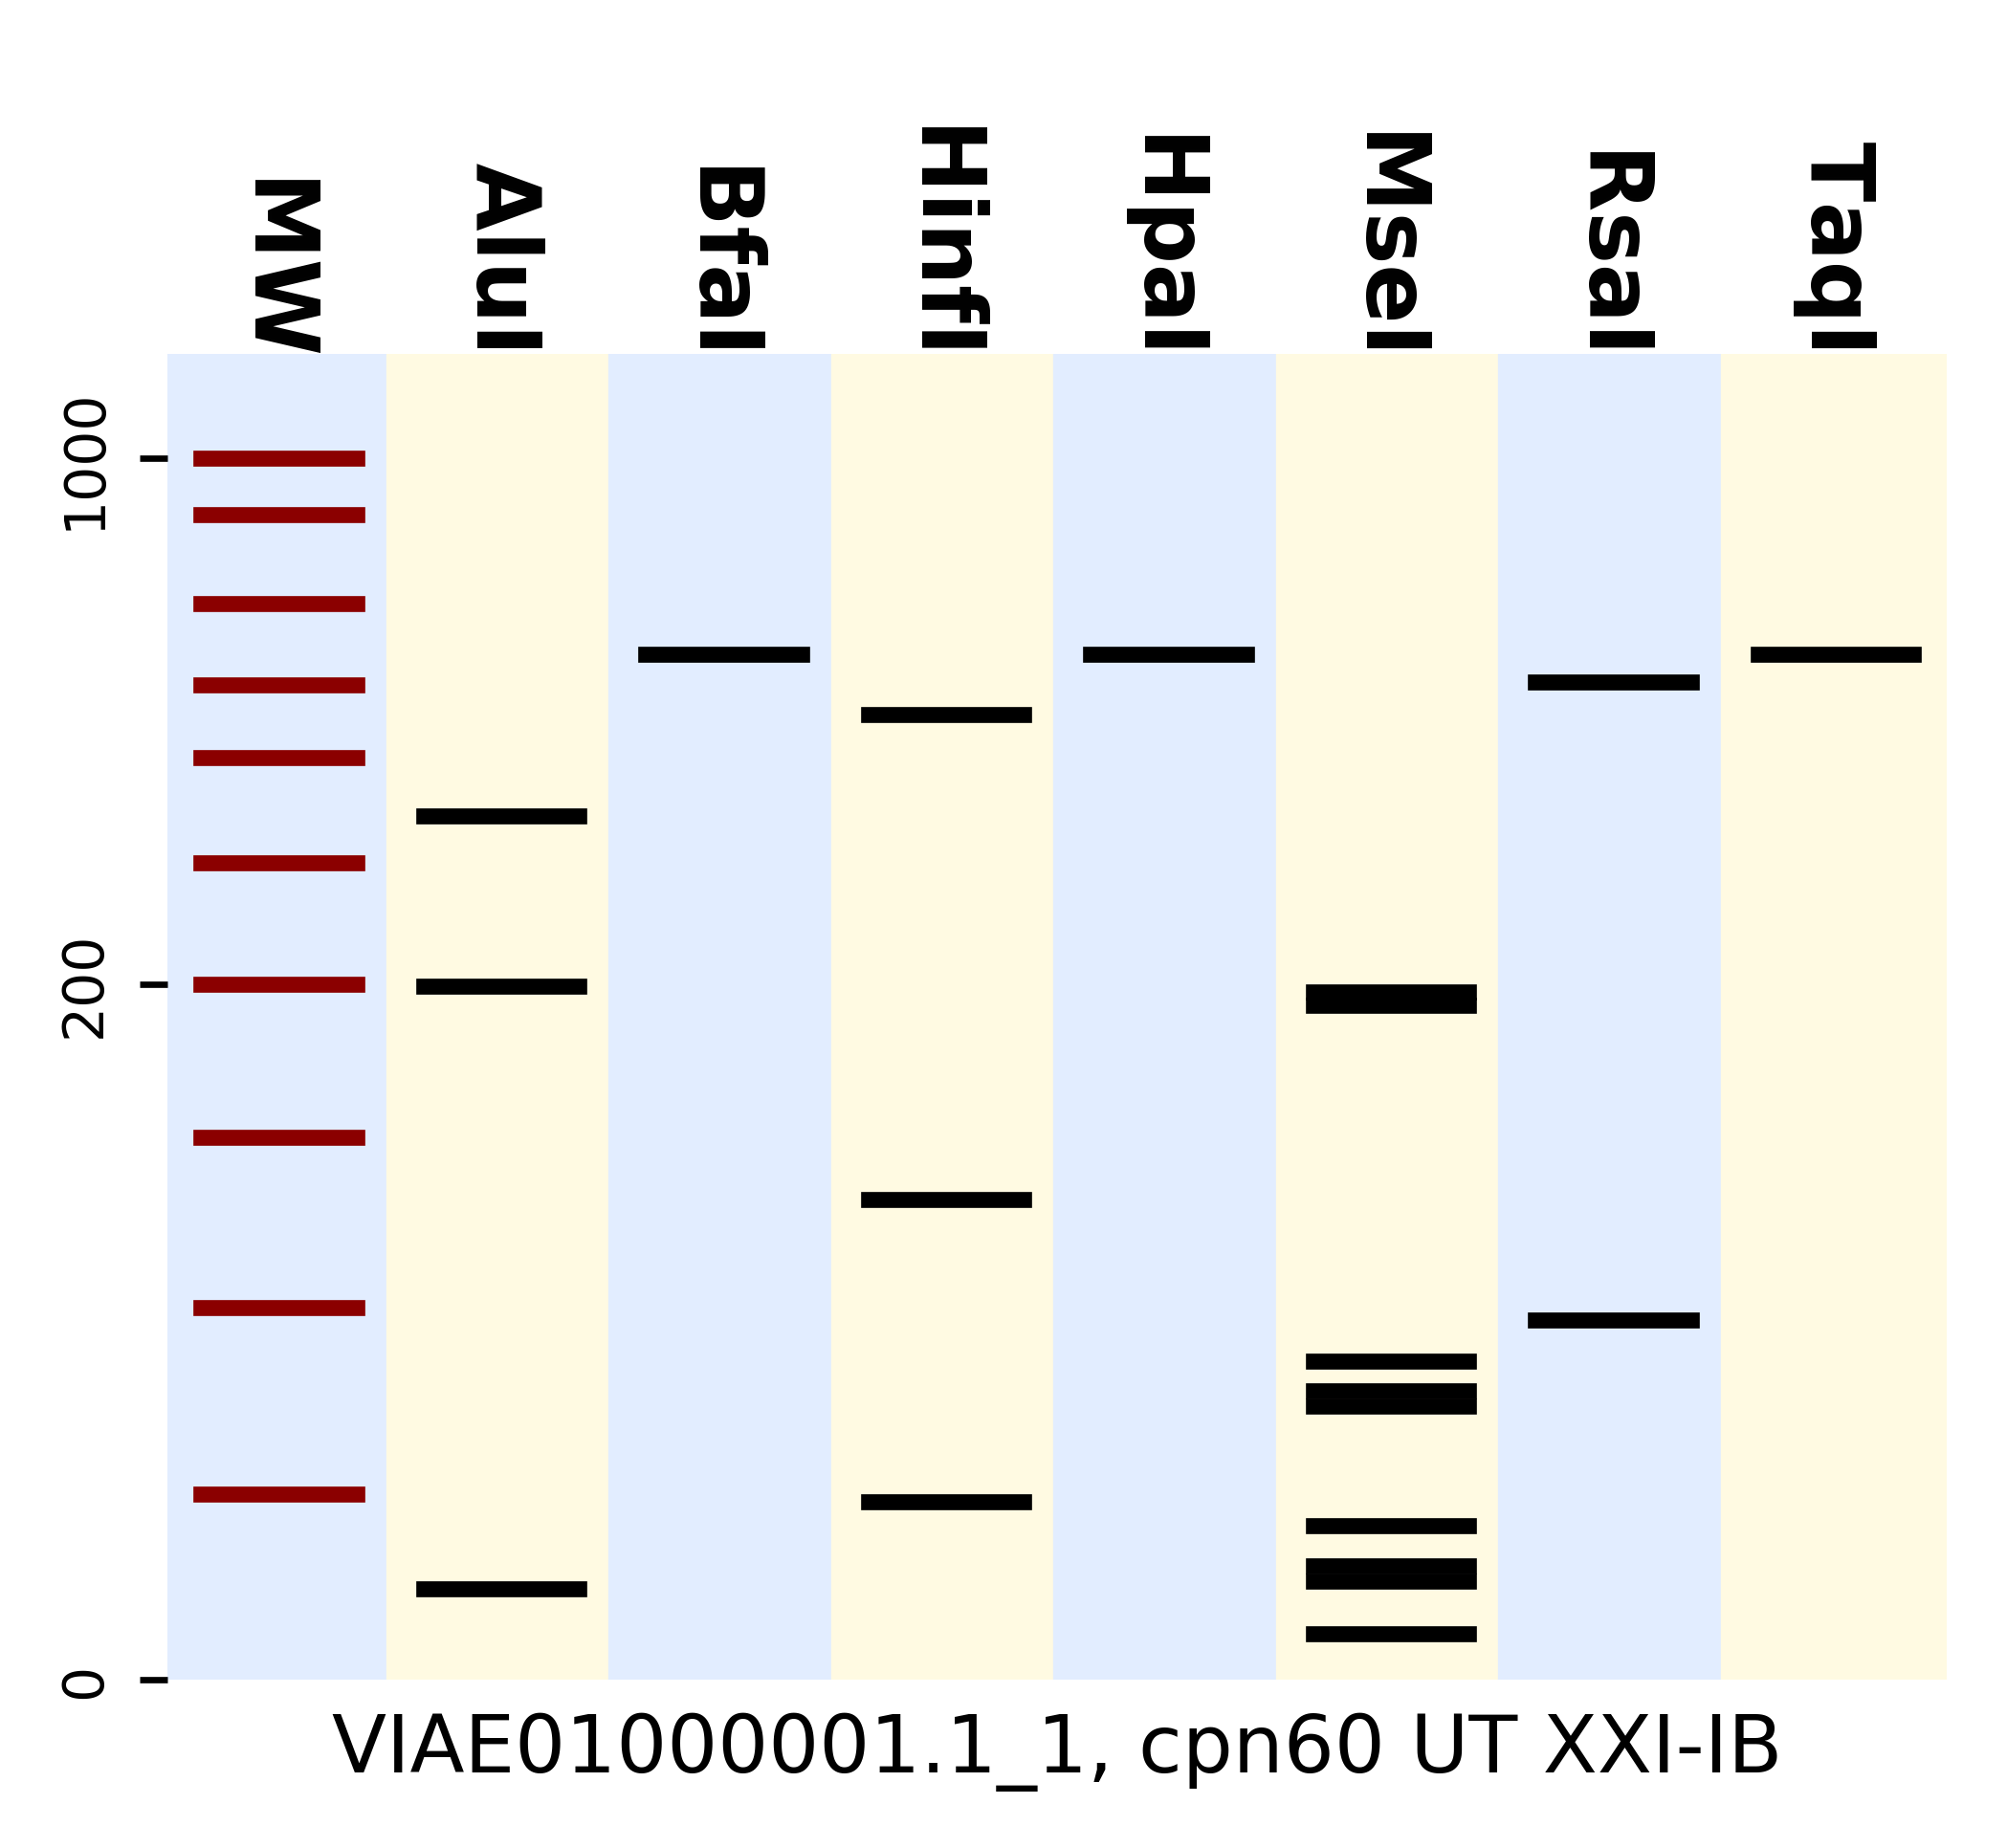 MW
AluI
BfaI
HinfI
HpaI
MseI
RsaI
TaqI
1000
200
0
VIAE01000001.1_1, cpn60 UT XXI-IB